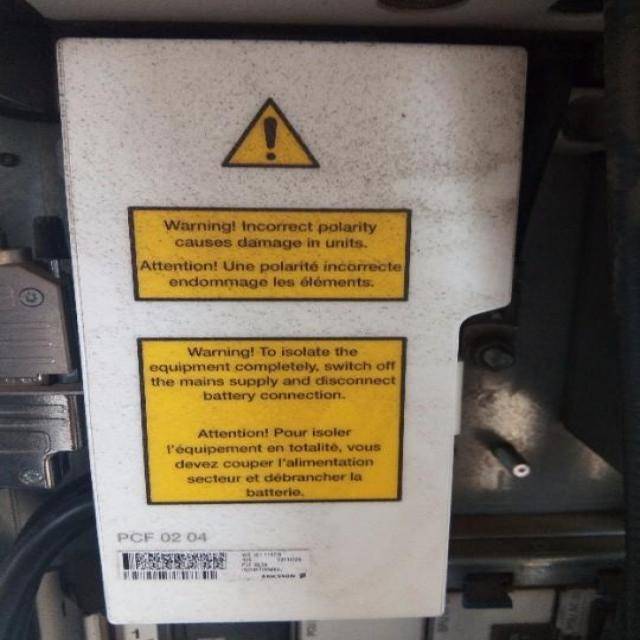 Warning! Incorrect polarity
causes damage in units.
Attention! Une polarité incorrecte
endommage les éléments.
Warning! To isolate the
equipment completely, switch off
the mains supply and disconnect
battery connection.
Attention! Pour isoler
l'équipement en totalité, vous
devez couper l'alimentation
secteur et débrancher la
batterie.
PCF 02 04
ERICSSON
1